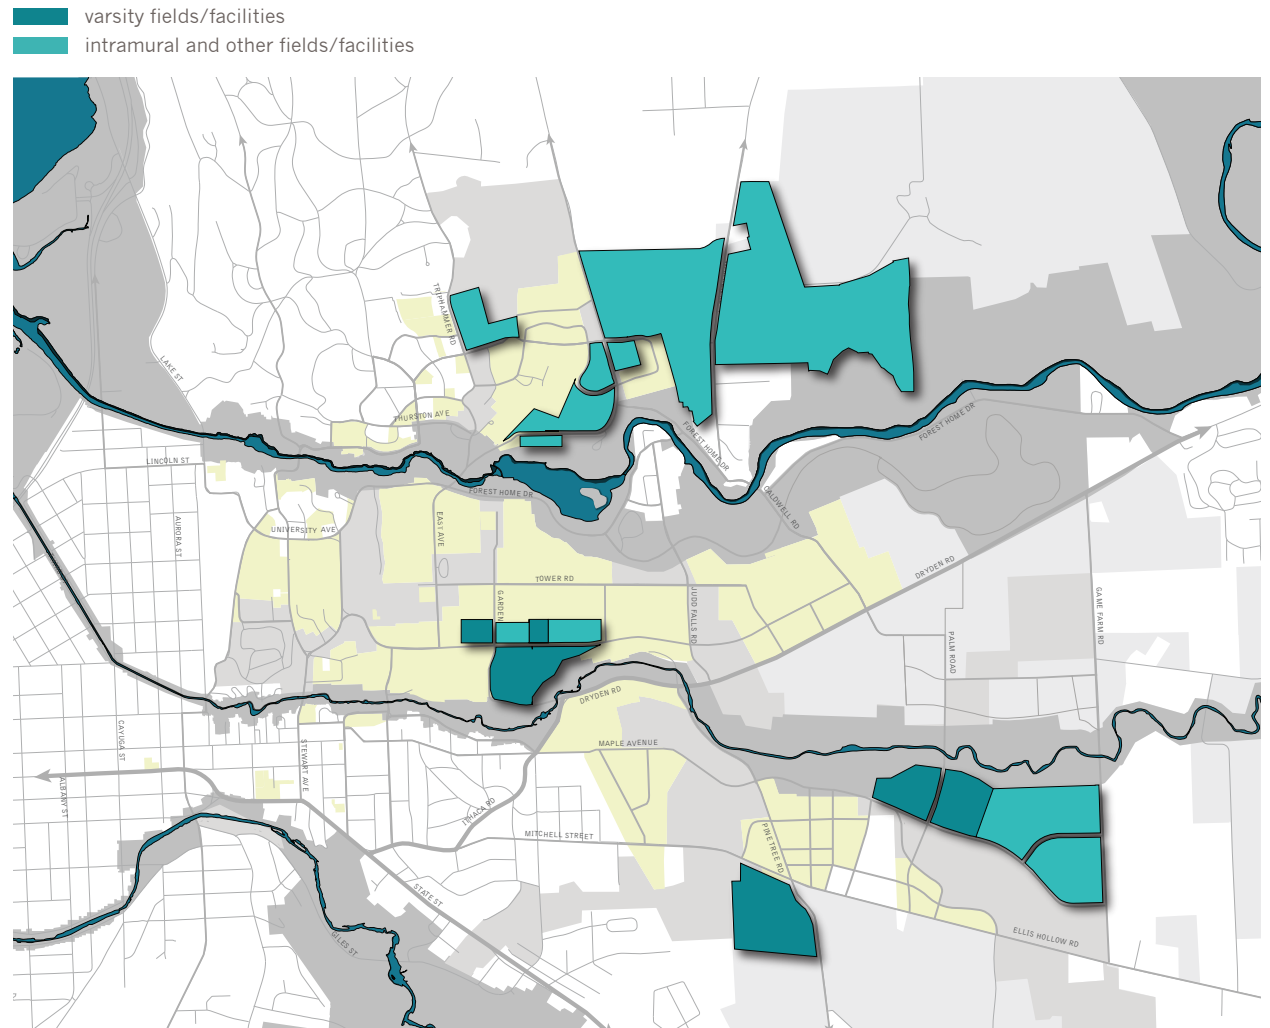 varsity fields/facilities
intramural and other fields/facilities
TRIPHAMMER RD
LAKE ST
THURSTON AVE
FOREST HOME DR
FOREST HOME DR
LINCOLN ST
FOREST HOME DR
CALDWELL RD
AURORA ST
UNIVERSITY AVE
EAST AVE
TOWER RD
DRYDEN RD
GARDEN
JUDD FALLS RD
PALM ROAD
GAME FARM RD
DRYDEN RD
CAYUGA ST
STEWART AVE
MAPLE AVENUE
ALBANY ST
ITHACA RD
MITCHELL STREET
PINE TREE RD
STATE ST
GILES ST
ELLIS HOLLOW RD